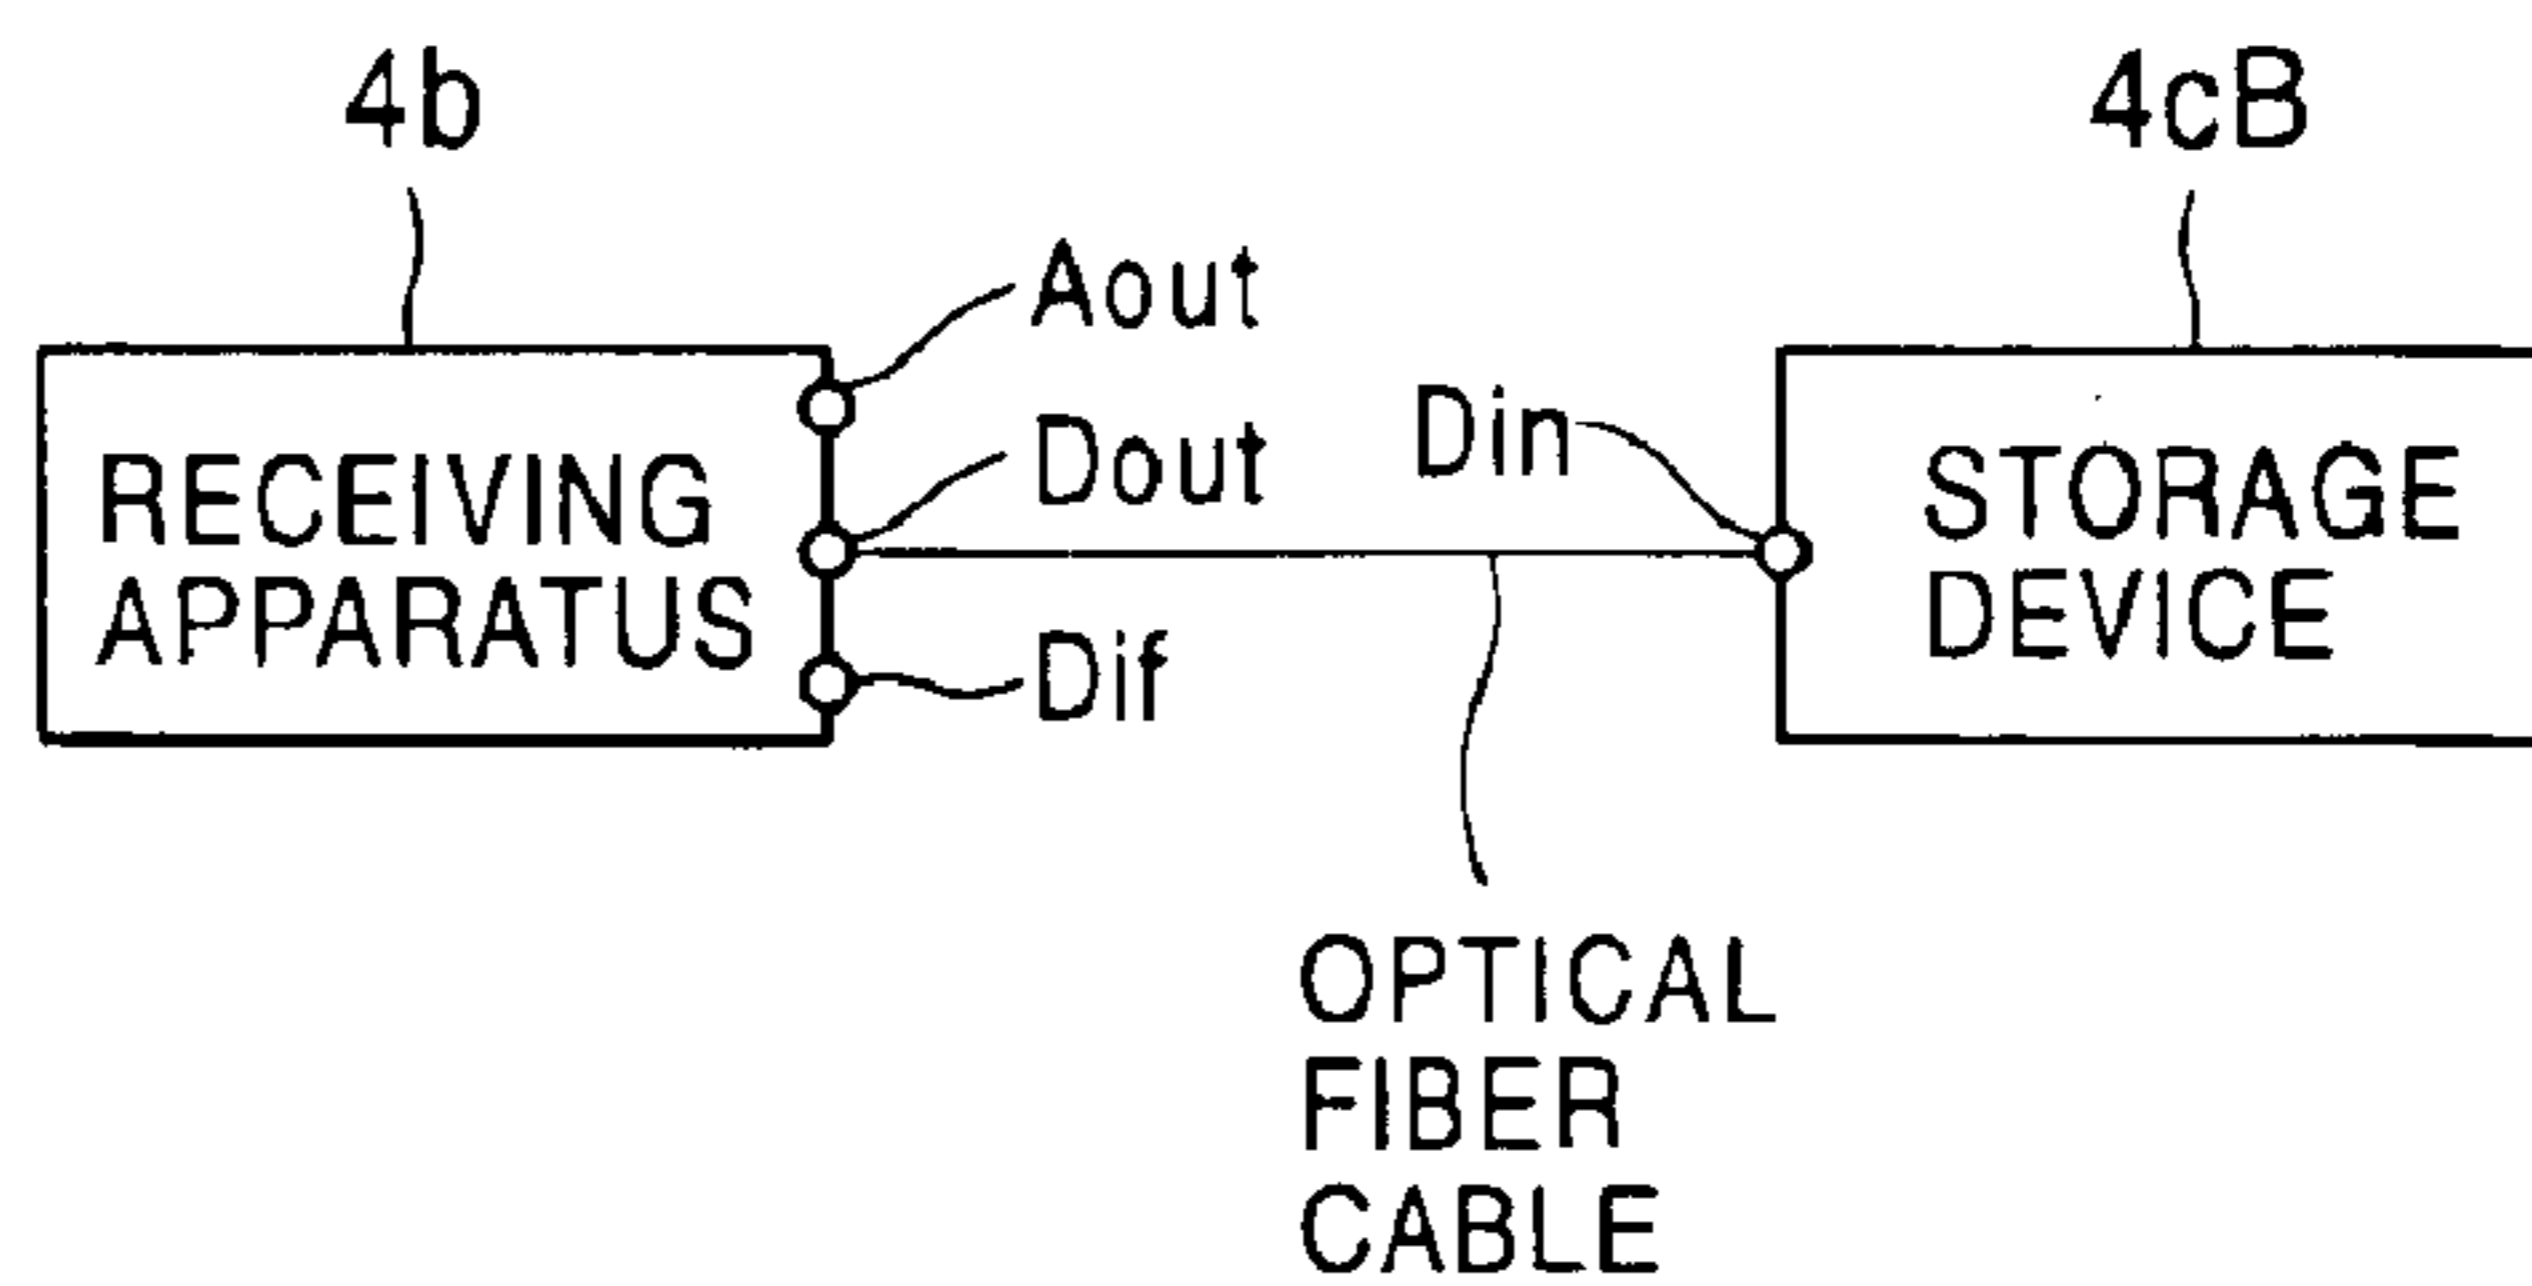 4b
4cB
Aout
Dout
Din
Dif
RECEIVING
APPARATUS
STORAGE
DEVICE
OPTICAL
FIBER
CABLE